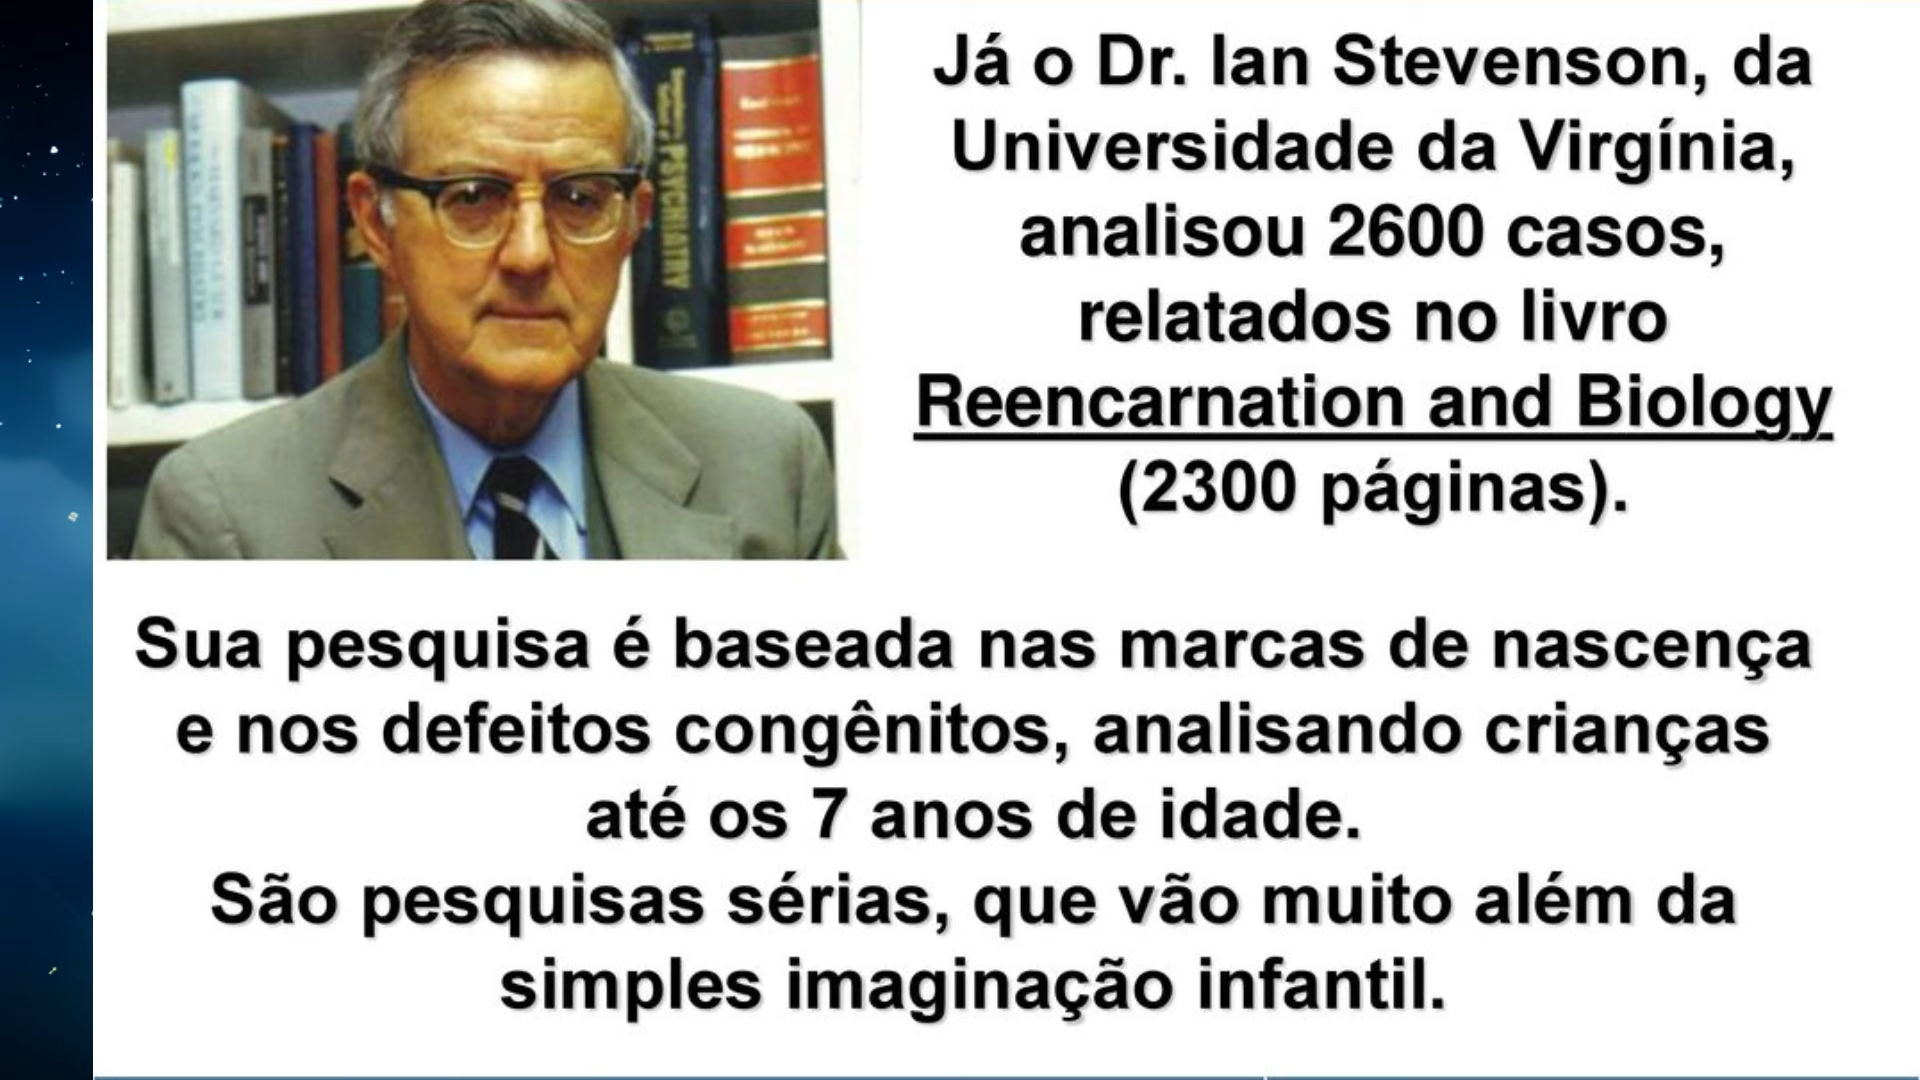 Já o Dr. Ian Stevenson, da
Universidade da Virgínia,
analisou 2600 casos,
relatados no livro
Reencarnation and Biology
(2300 páginas).
PSYCHIATRY
Sua pesquisa é baseada nas marcas de nascença
e nos defeitos congênitos, analisando crianças
até os 7 anos de idade.
São pesquisas sérias, que vão muito além da
simples imaginação infantil.